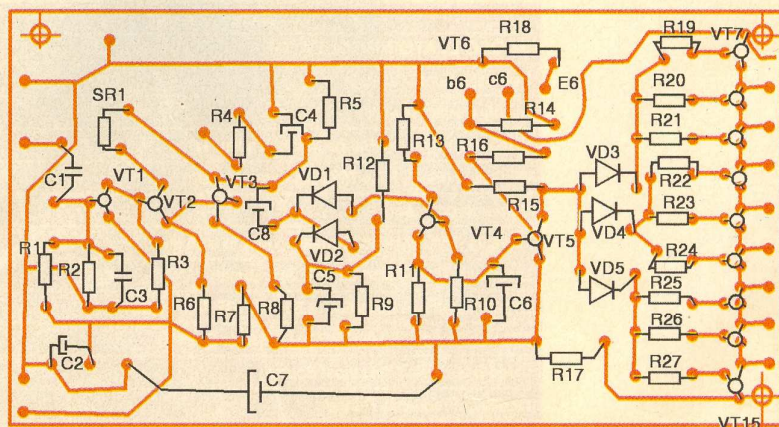 R18
VT6
VT7
R19
E6
b6
c6
SR1
R4
C4
R5
R14
R20
R21
R13
R16
R12
VD3
C1
VT1
VT2
VT3
VD1
R15
R22
R23
C8
VD2
VT4
VT5
VD4
R1
R2
C3
R3
C5
R11
R24
VD5
R25
R6
R7
R8
R9
R10
C6
R26
C2
C7
R17
R27
VT15